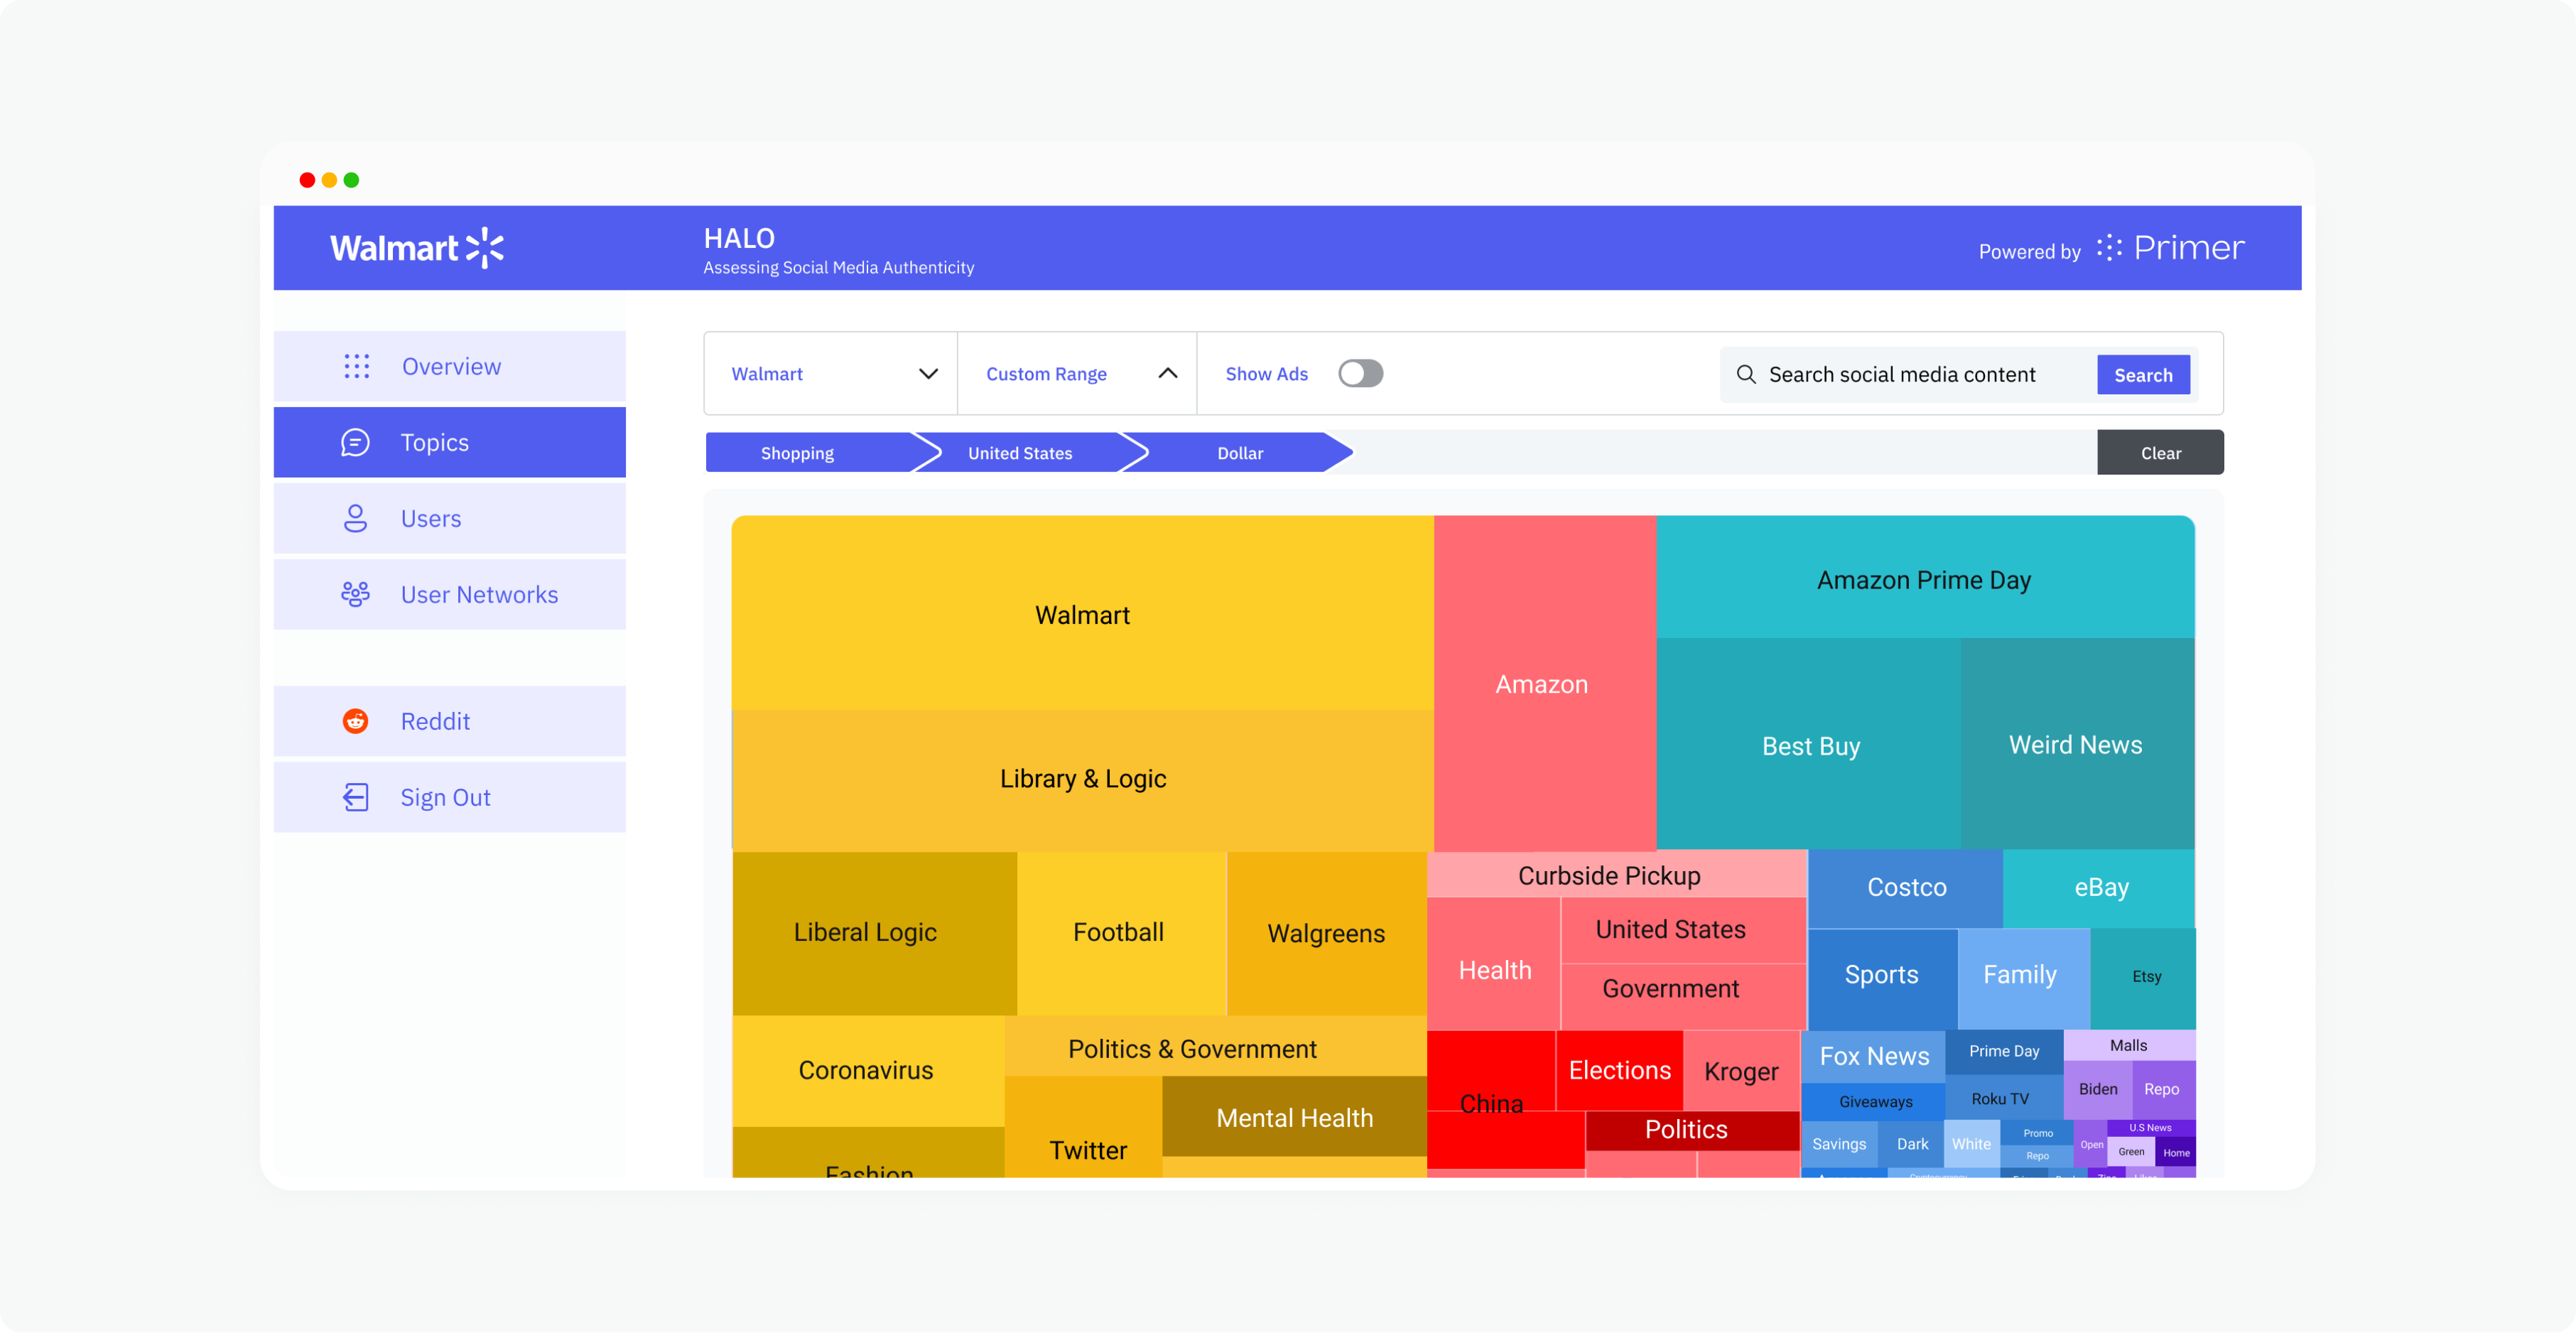 Walmart
HALO
Assessing Social Media Authenticity
Powered by Primer
Overview
Topics
Users
User Networks
Reddit
Sign Out
Walmart
Custom Range
Show Ads
Search social media content
Search
Shopping
United States
Dollar
Clear
Walmart
Library & Logic
Liberal Logic
Football
Walgreens
Coronavirus
Politics & Government
Mental Health
Twitter
Fashion
Amazon
Amazon Prime Day
Best Buy
Weird News
Curbside Pickup
Health
United States
Government
China
Elections
Kroger
Politics
Costco
eBay
Sports
Family
Etsy
Fox News
Prime Day
Malls
Giveaways
Roku TV
Biden
Repo
Savings
Dark
White
Promo
Repo
Open
U.S News
Green
Home